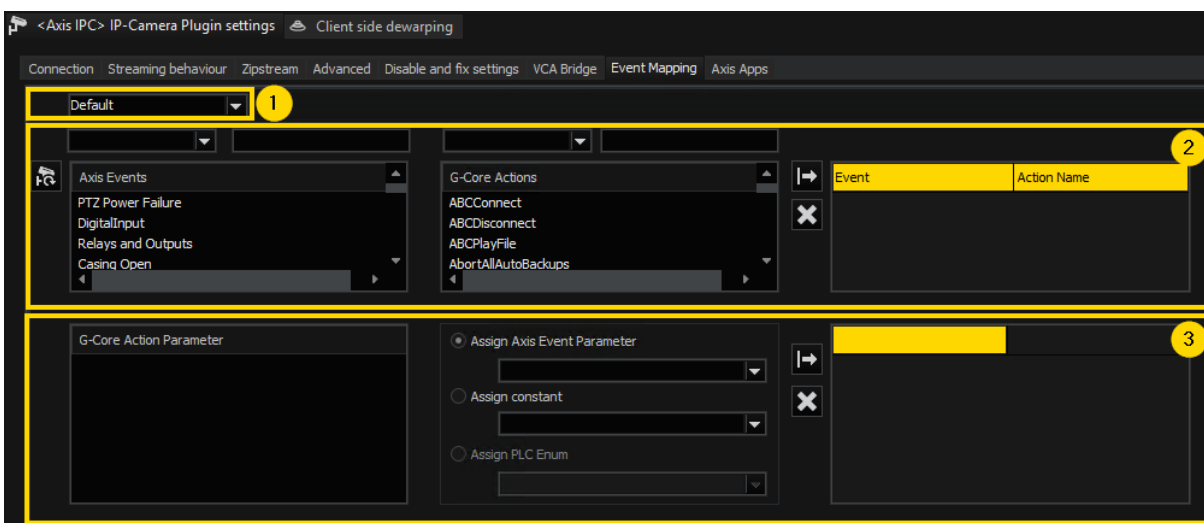 <Axis IPC> IP-Camera Plugin settings Client side dewarping
Connection Streaming behaviour Zipstream Advanced Disable and fix settings VCA Bridge Event Mapping Axis Apps
Default 1
2
Axis Events G-Core Actions Event Action Name
PTZ Power Failure ABCConnect
DigitalInput ABCDisconnect
Relays and Outputs ABCPlayFile
Casing Open AbortAllAutoBackups
G-Core Action Parameter Assign Axis Event Parameter 3
Assign constant
Assign PLC Enum